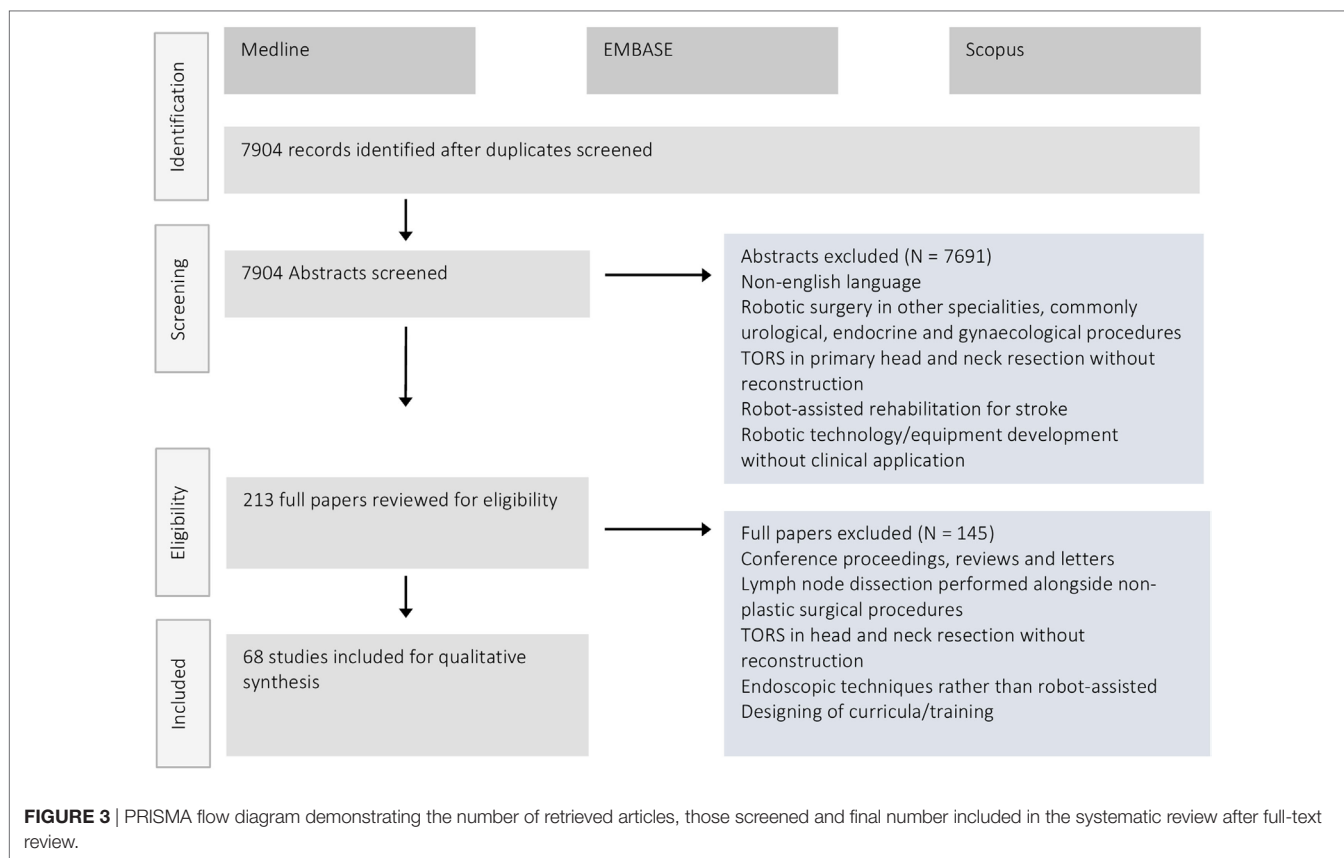 Identification
Medline
EMBASE
Scopus
7904 records identified after duplicates screened
Screening
7904 Abstracts screened
Abstracts excluded (N = 7691)
Non-english language
Robotic surgery in other specialities, commonly
urological, endocrine and gynaecological procedures
TORS in primary head and neck resection without
reconstruction
Robot-assisted rehabilitation for stroke
Robotic technology/equipment development
without clinical application
Eligibility
213 full papers reviewed for eligibility
Full papers excluded (N = 145)
Conference proceedings, reviews and letters
Lymph node dissection performed alongside non-
plastic surgical procedures
TORS in head and neck resection without
reconstruction
Endoscopic techniques rather than robot-assisted
Designing of curricula/training
Included
68 studies included for qualitative
synthesis
FIGURE 3 | PRISMA flow diagram demonstrating the number of retrieved articles, those screened and final number included in the systematic review after full-text
review.